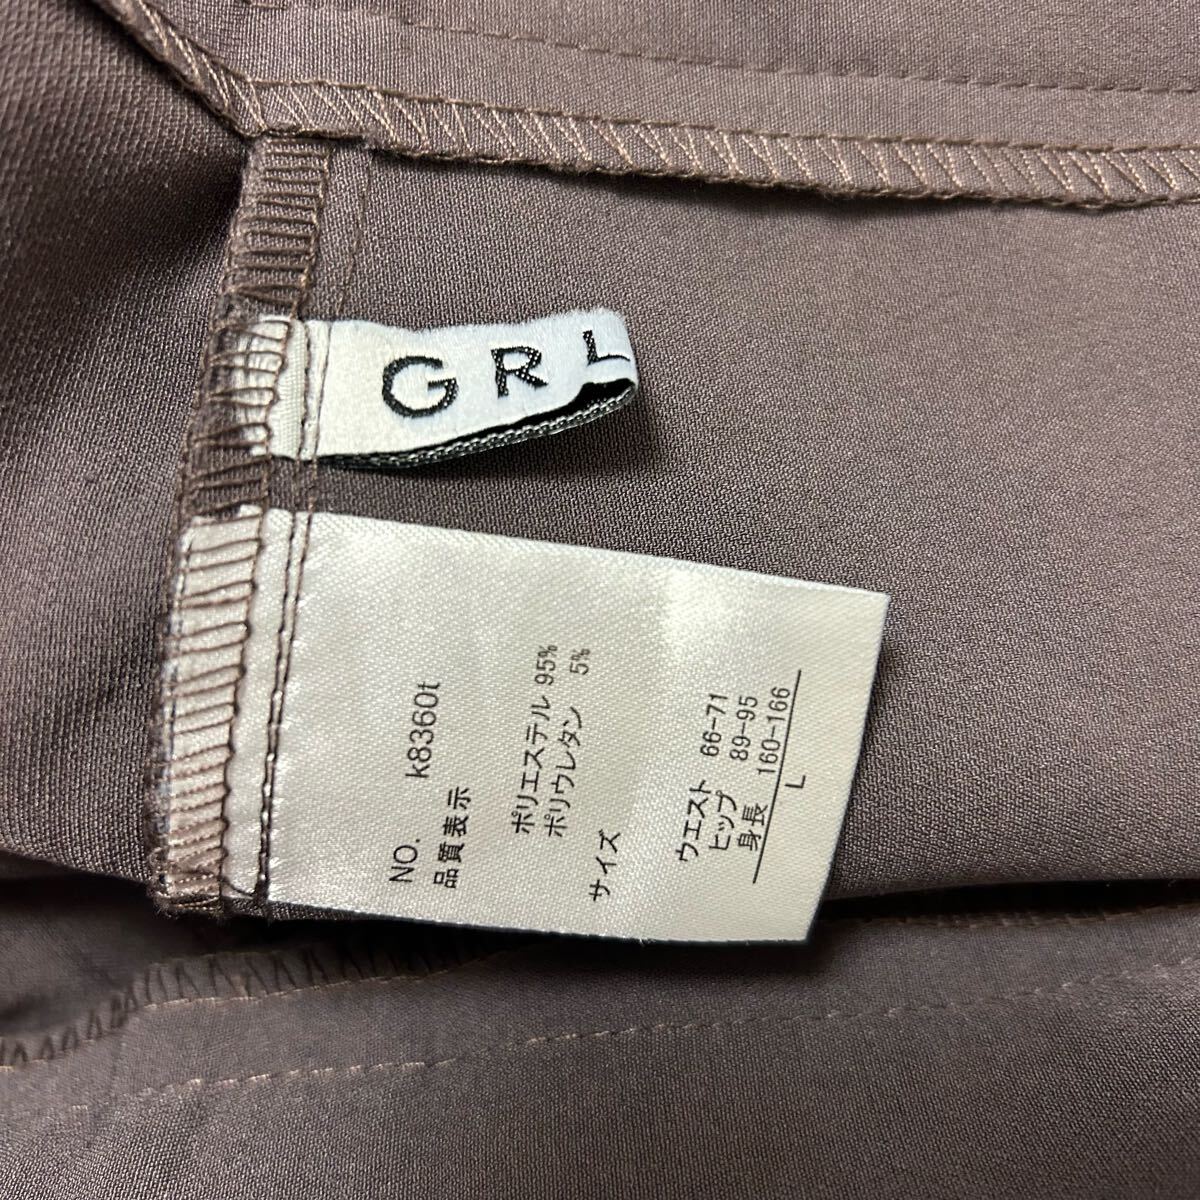 GRL
NO. k8360t
品質表示
ポリエステル 95%
ポリウレタン 5%
サイズ
ウエスト 66-71
ヒップ 89-95
身長 160-166
L